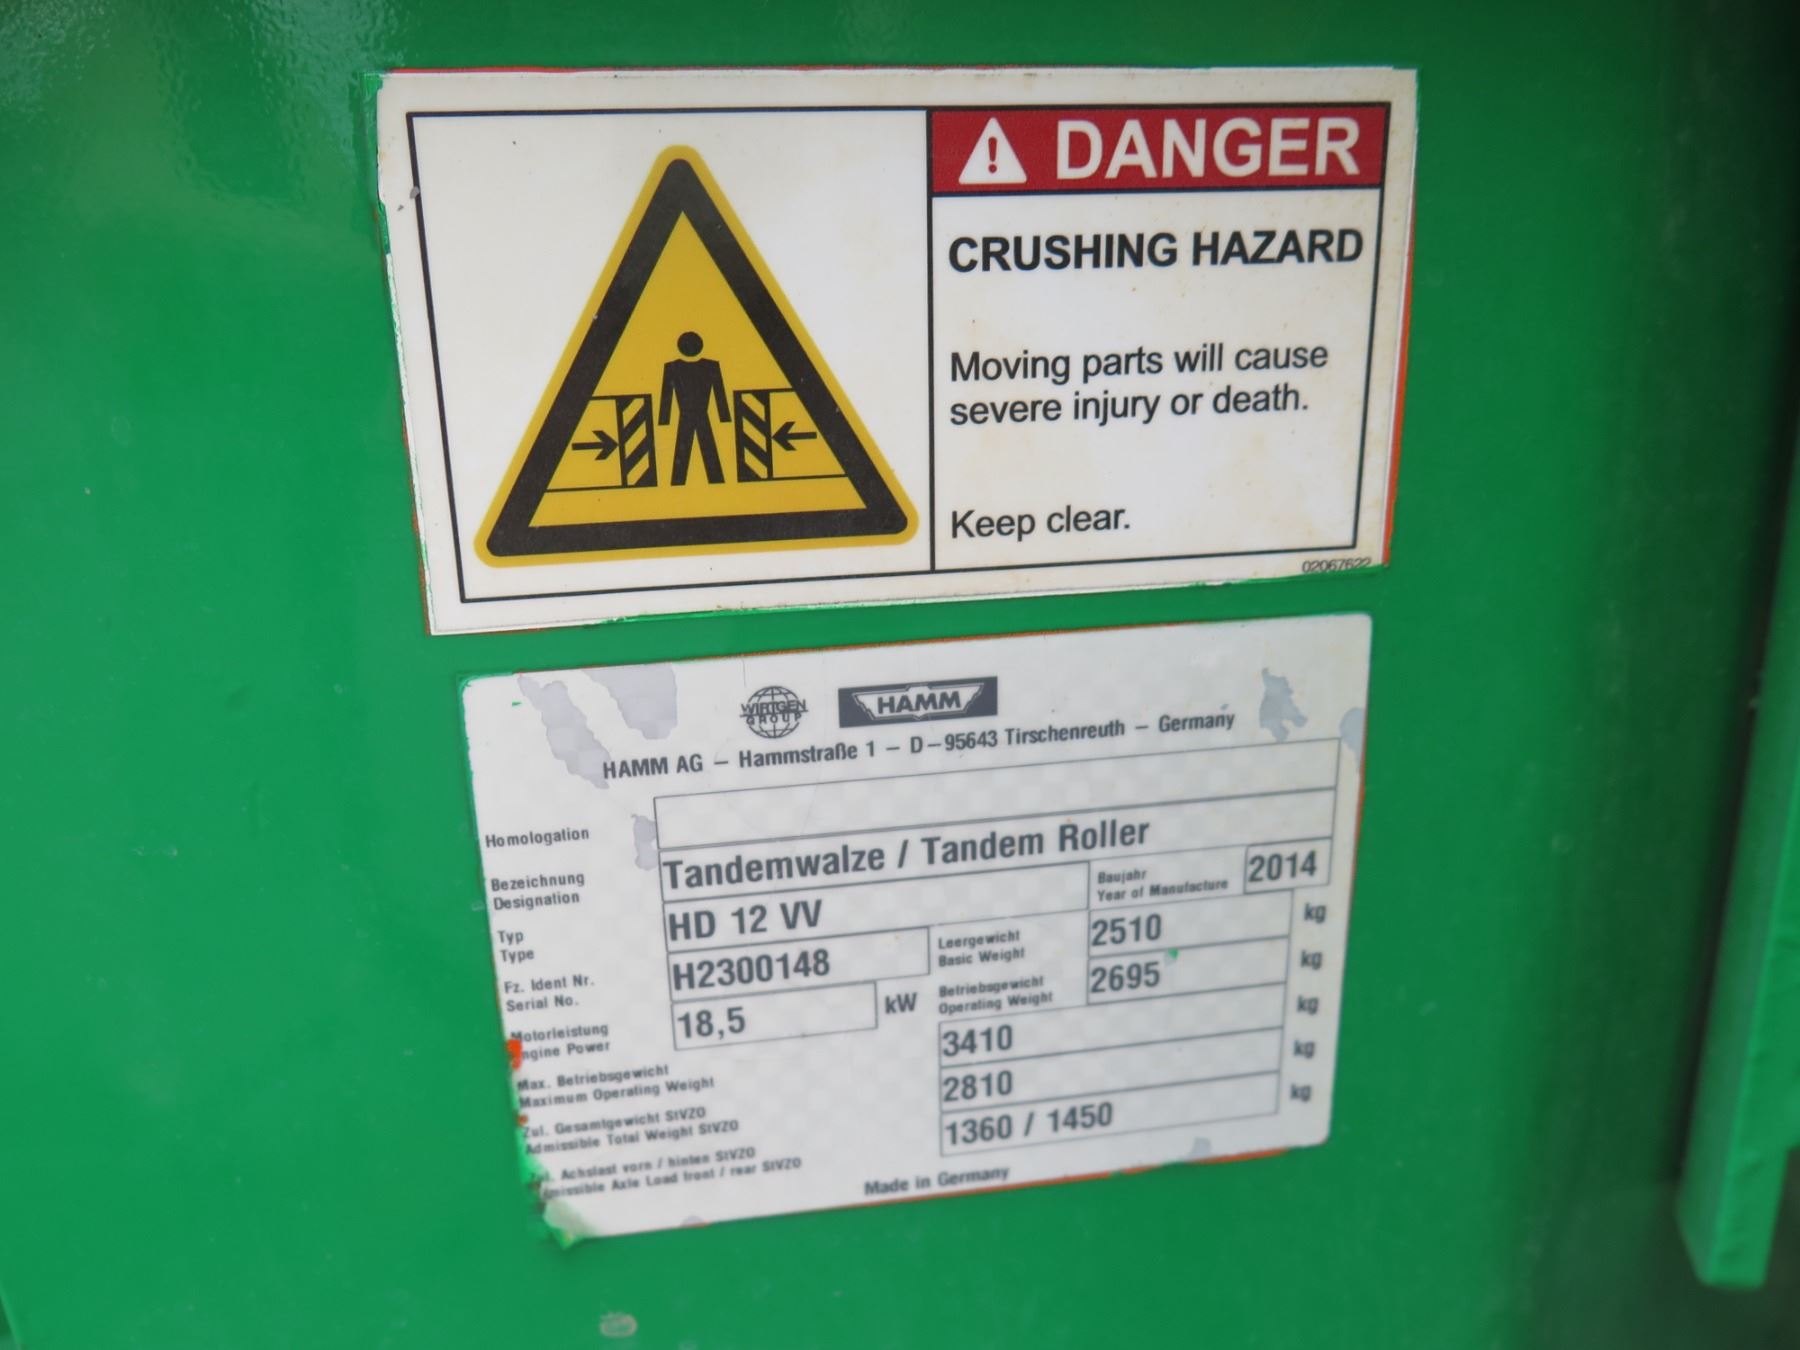 DANGER
CRUSHING HAZARD
Moving parts will cause
severe injury or death.
Keep clear.
02067622
WIRTGEN
GROUP
HAMM
HAMM AG – Hammstraße 1 – D–95643 Tirschenreuth – Germany
Homologation
Bezeichnung
Designation
Tandemwalze / Tandem Roller
Typ
Type
HD 12 VV
Baujahr
Year of Manufacture
2014
Fz. Ident Nr.
Serial No.
H2300148
Leergewicht
Basic Weight
2510 kg
Motorleistung
Engine Power
18,5 kW
Betriebsgewicht
Operating Weight
2695 kg
Max. Betriebsgewicht
Maximum Operating Weight
3410 kg
Zul. Gesamtgewicht StVZO
Admissible Total Weight StVZO
2810 kg
Achslast vorn / hinten StVZO
Axle Load front / rear StVZO
1360 / 1450 kg
Made in Germany